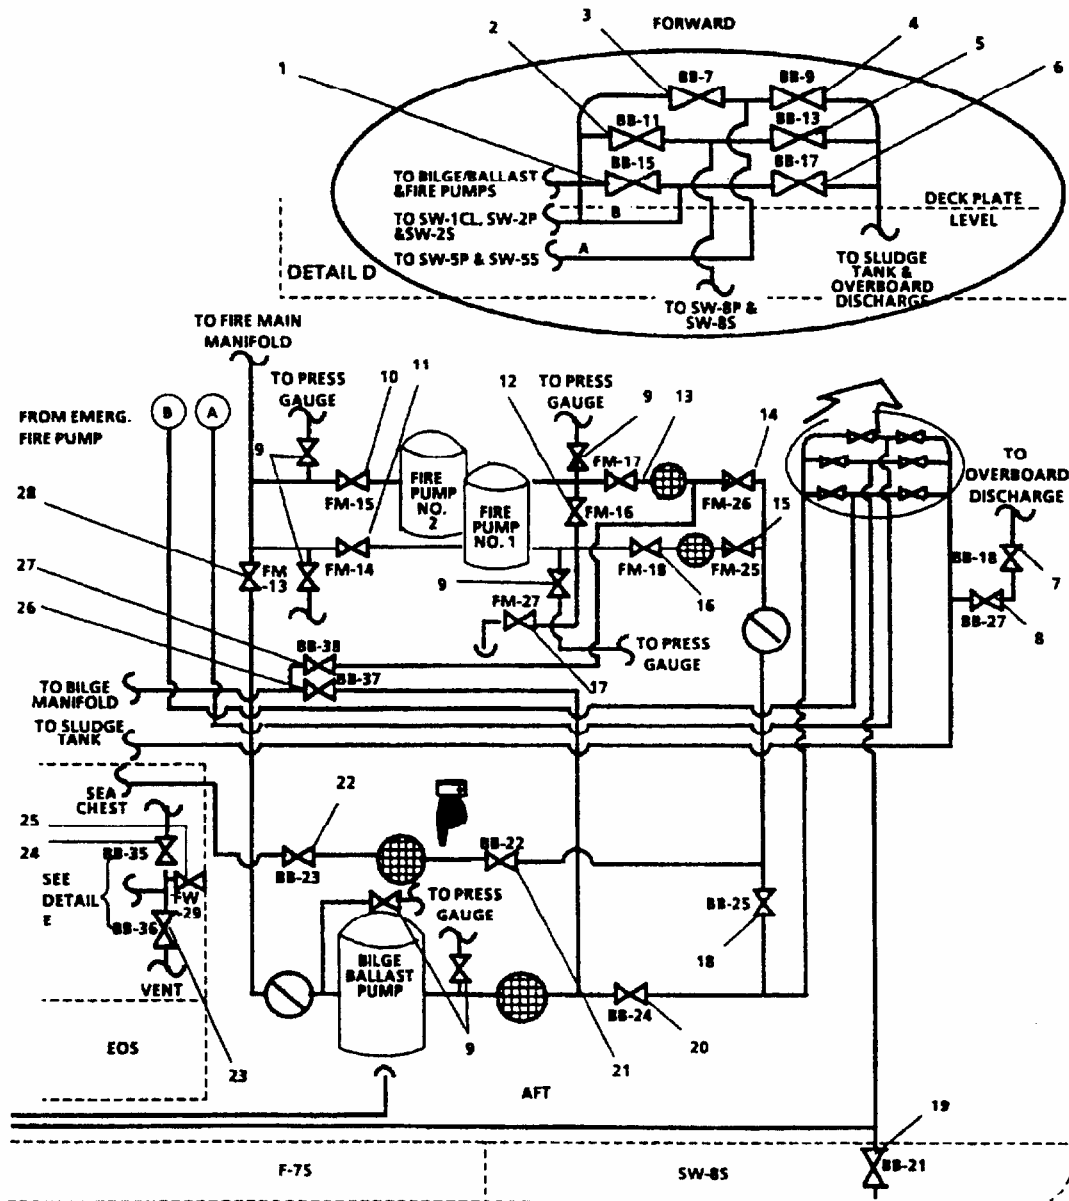 FORWARD
2
3
4
5
1
6
BB-7
BB-9
BB-11
BB-13
BB-15
BB-17
TO BILGE/BALLAST
&FIRE PUMPS
DECK PLATE
LEVEL
TO SW-1CL, SW-2P
&SW-2S
B
TO SW-5P & SW-5S
A
DETAIL D
TO SLUDGE
TANK &
OVERBOARD
DISCHARGE
TO SW-8P &
SW-8S
TO FIRE MAIN
MANIFOLD
TO PRESS
GAUGE
10
11
12
TO PRESS
GAUGE
9
13
14
FROM EMERG.
FIRE PUMP
B
A
9
FM-15
FIRE
PUMP
NO.
2
FIRE
PUMP
NO. 1
FM-17
FM-16
FM-26
15
TO
OVERBOARD
DISCHARGE
28
FM
-13
FM-14
FM-18
FM-25
BB-18
7
27
9
16
26
FM-27
BB-27
8
BB-38
BB-37
17
TO PRESS
GAUGE
TO BILGE
MANIFOLD
TO SLUDGE
TANK
SEA
CHEST
22
25
24
BB-35
BB-23
BB-22
SEE
DETAIL
E
FW
-29
BB-36
TO PRESS
GAUGE
BB-25
18
VENT
BILGE
BALLAST
PUMP
BB-24
EOS
23
9
21
20
AFT
19
F-7S
SW-8S
BB-21